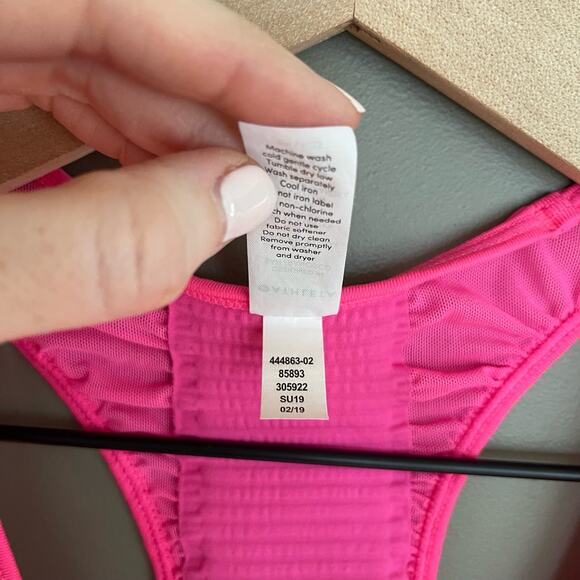 Machine wash
cold gentle cycle
Tumble dry low
Wash separately
Cool iron
not iron label
non-chlorine
ch when needed
Do not use
fabric softener
Do not dry clean
Remove promptly
from washer
and dryer
ATHLETA
444863-02
85893
305922
SU19
02/19